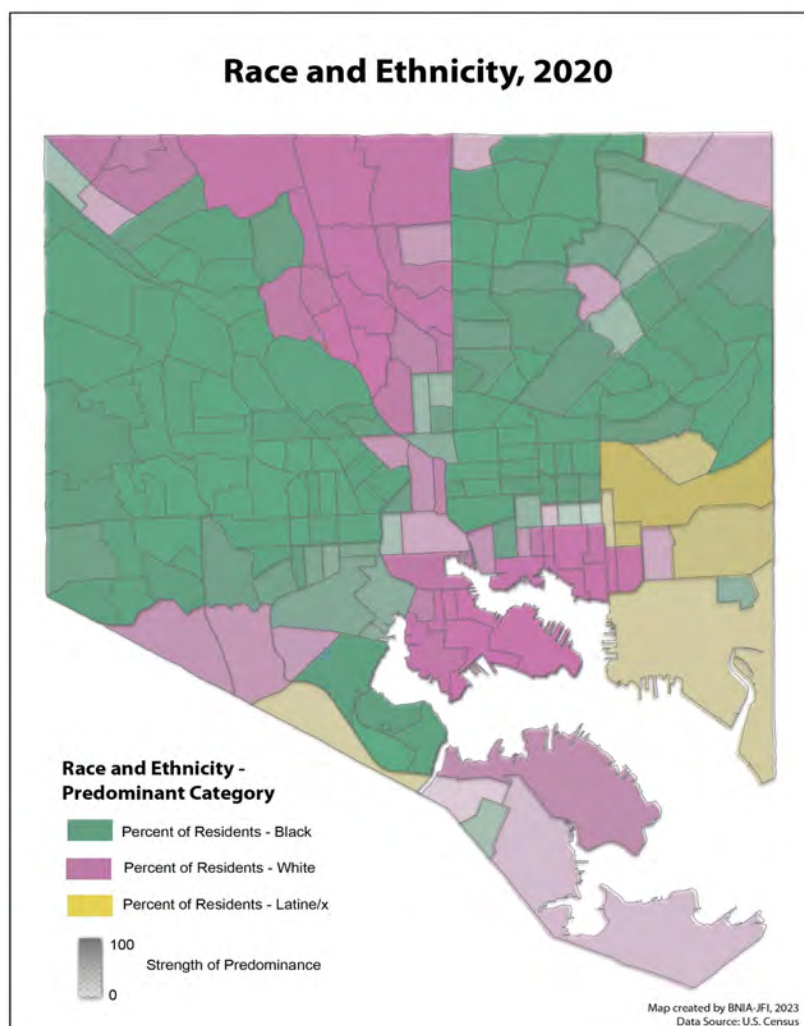 Race and Ethnicity, 2020
Race and Ethnicity -
Predominant Category
Percent of Residents - Black
Percent of Residents - White
Percent of Residents - Latine/x
100
Strength of Predominance
0
Map created by BNIA-JFI, 2023
Data Source: U.S. Census